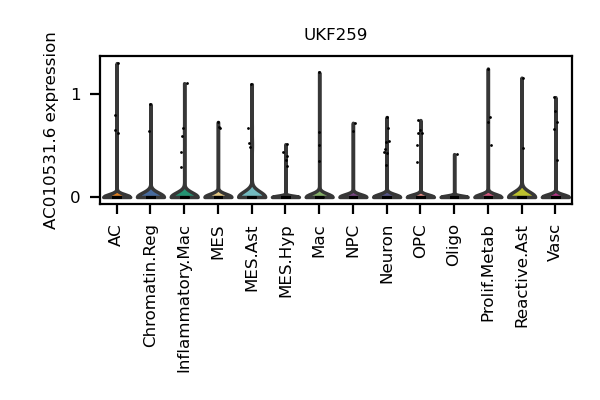 UKF259
AC010531.6 expression
1
0
AC
Chromatin.Reg
Inflammatory.Mac
MES
MES.Ast
MES.Hyp
Mac
NPC
Neuron
OPC
Oligo
Prolif.Metab
Reactive.Ast
Vasc